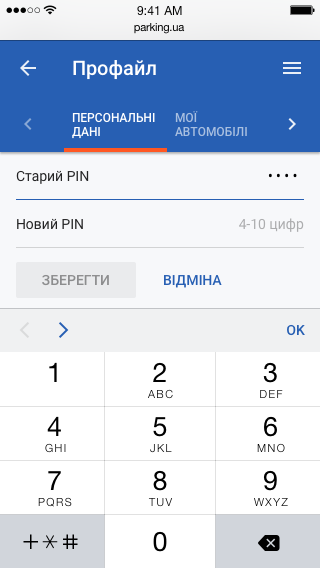 9:41 AM
parking.ua
Профайл
ПЕРСОНАЛЬНІ
ДАНІ
МОЇ
АВТОМОБІЛІ
Старий PIN ••••
Новий PIN 4-10 цифр
ЗБЕРЕГТИ ВІДМІНА
OK
1 2 3
ABC DEF
4 5 6
GHI JKL MNO
7 8 9
PQRS TUV WXYZ
+*# 0